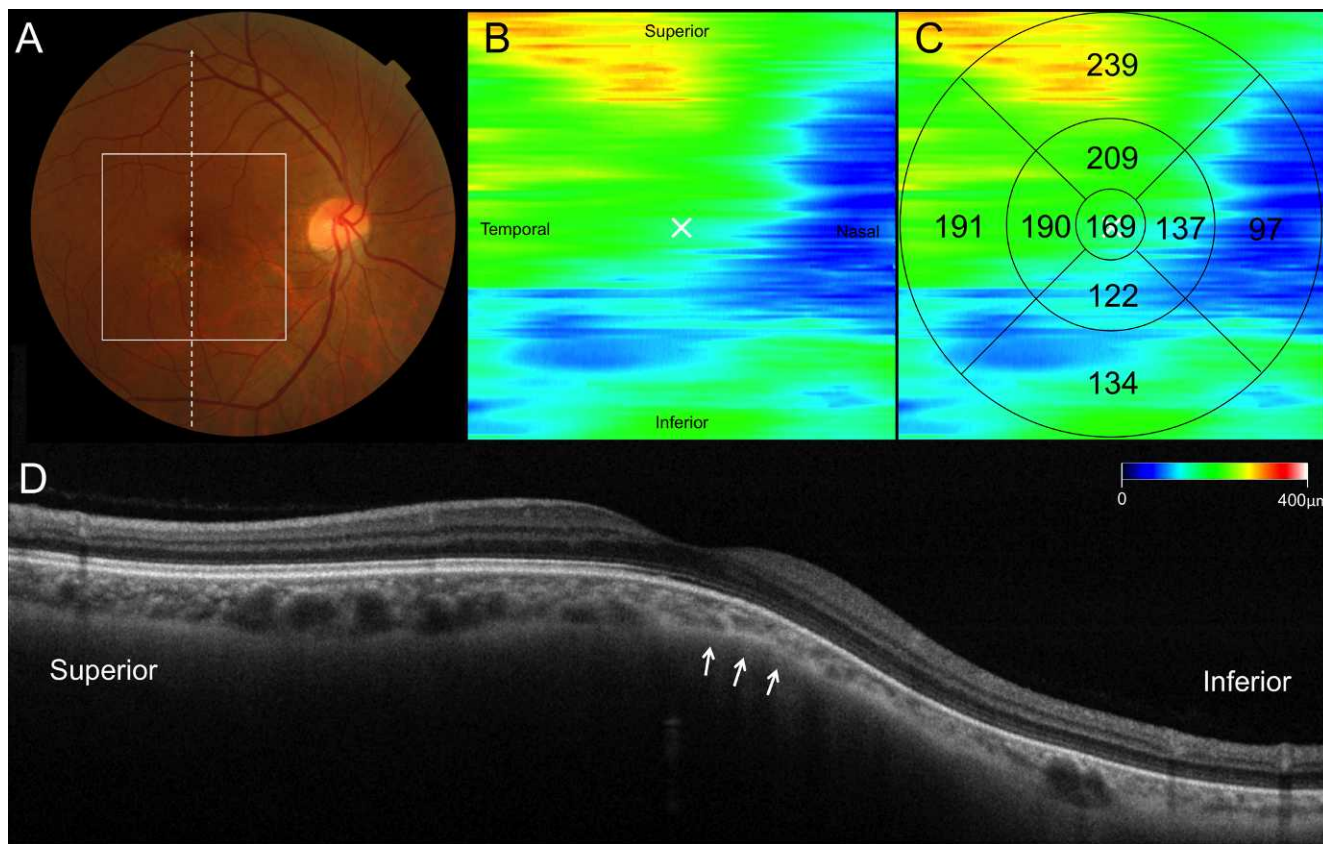 A
B
Superior
Temporal
Nasal
Inferior
C
239
209
191 190 169 137 97
122
134
D
0 400μm
Superior
Inferior